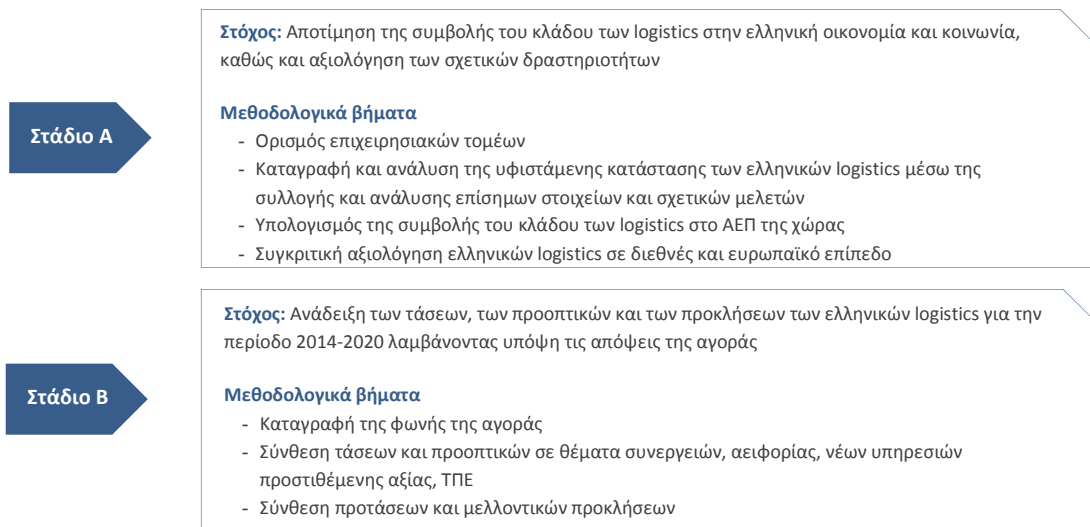 Στάδιο Α
Στόχος: Αποτίμηση της συμβολής του κλάδου των logistics στην ελληνική οικονομία και κοινωνία,
καθώς και αξιολόγηση των σχετικών δραστηριοτήτων
Μεθοδολογικά βήματα
- Ορισμός επιχειρησιακών τομέων
- Καταγραφή και ανάλυση της υφιστάμενης κατάστασης των ελληνικών logistics μέσω της
συλλογής και ανάλυσης επίσημων στοιχείων και σχετικών μελετών
- Υπολογισμός της συμβολής του κλάδου των logistics στο ΑΕΠ της χώρας
- Συγκριτική αξιολόγηση ελληνικών logistics σε διεθνές και ευρωπαϊκό επίπεδο
Στάδιο Β
Στόχος: Ανάδειξη των τάσεων, των προοπτικών και των προκλήσεων των ελληνικών logistics για την
περίοδο 2014-2020 λαμβάνοντας υπόψη τις απόψεις της αγοράς
Μεθοδολογικά βήματα
- Καταγραφή της φωνής της αγοράς
- Σύνθεση τάσεων και προοπτικών σε θέματα συνεργειών, αειφορίας, νέων υπηρεσιών
προστιθέμενης αξίας, ΤΠΕ
- Σύνθεση προτάσεων και μελλοντικών προκλήσεων